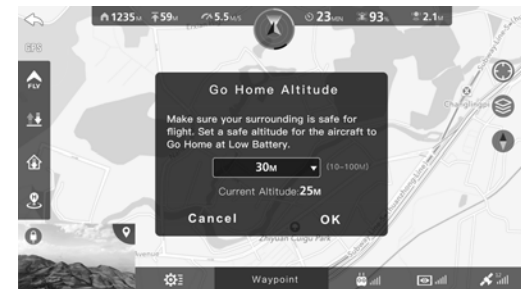 1235M 59M 5.5M/S 23MIN 93% 2.1M
GPS
FLY
Go Home Altitude
Make sure your surrounding is safe for
flight. Set a safe altitude for the aircraft to
Go Home at Low Battery.
30M (10-100M)
Current Altitude:25M
Cancel OK
Zhiyuan Cuigu Park
Avenue
Waypoint